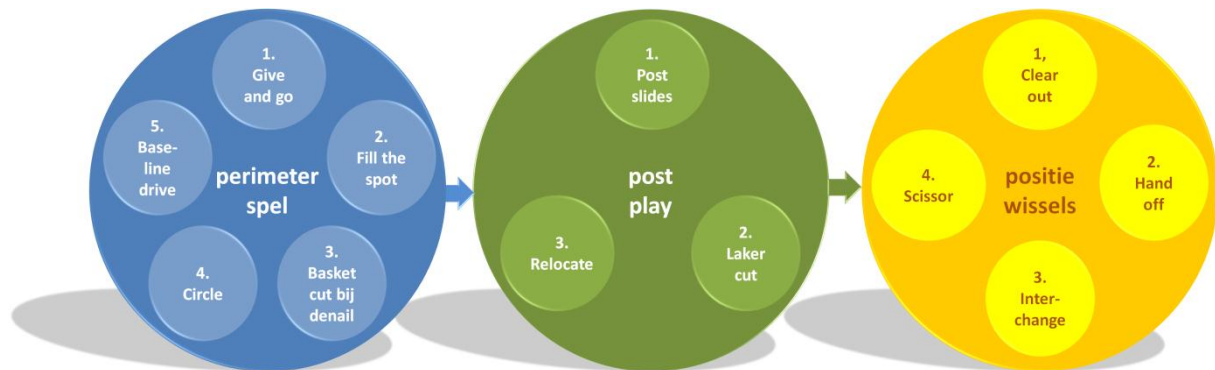 perimeter
spel
1.
Give
and go
2.
Fill the
spot
3.
Basket
cut bij
denail
4.
Circle
5.
Base-
line
drive
post
play
1.
Post
slides
2.
Laker
cut
3.
Relocate
positie
wissels
1,
Clear
out
2.
Hand
off
3.
Inter-
change
4.
Scissor